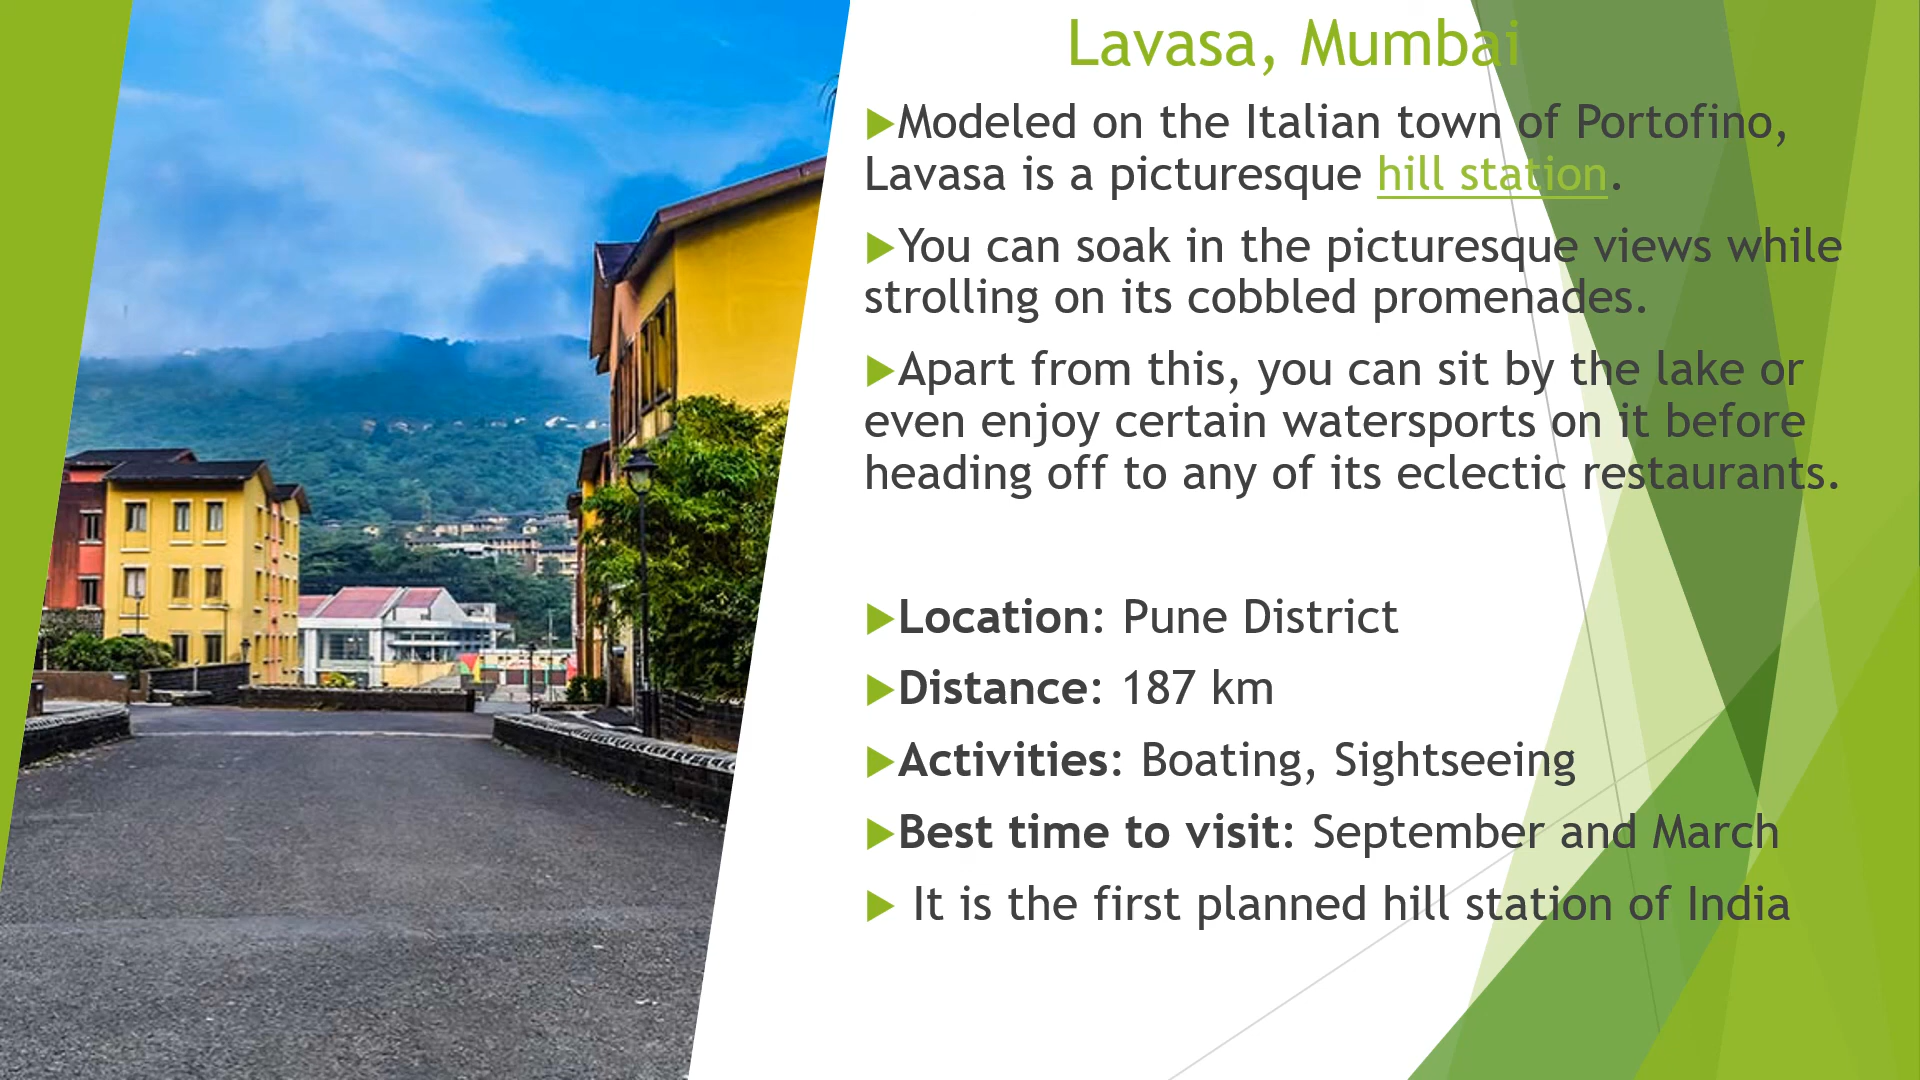 Lavasa, Mumbai
▶Modeled on the Italian town of Portofino,
Lavasa is a picturesque hill station.
▶You can soak in the picturesque views while
strolling on its cobbled promenades.
▶Apart from this, you can sit by the lake or
even enjoy certain watersports on it before
heading off to any of its eclectic restaurants.
▶Location: Pune District
▶Distance: 187 km
▶Activities: Boating, Sightseeing
▶Best time to visit: September and March
▶ It is the first planned hill station of India